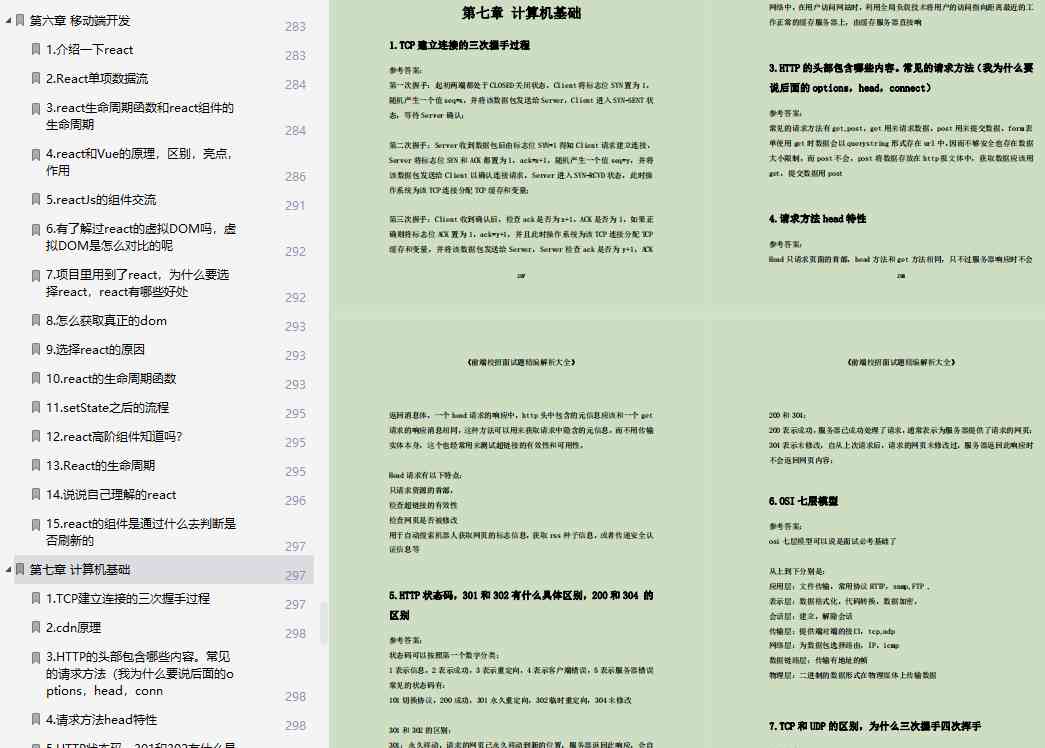 第六章 移动端开发
283
1.介绍一下react
283
2.React单项数据流
284
3.react生命周期函数和react组件的
生命周期
284
4.react和Vue的原理，区别，亮点，
作用
286
5.reactJs的组件交流
291
6.有了解过react的虚拟DOM吗，虚
拟DOM是怎么对比的呢
292
7.项目里用到了react，为什么要选
择react，react有哪些好处
292
8.怎么获取真正的dom
293
9.选择react的原因
293
10.react的生命周期函数
293
11.setState之后的流程
295
12.react高阶组件知道吗？
295
13.React的生命周期
295
14.说说自己理解的react
296
15.react的组件是通过什么去判断是
否刷新的
297
第七章 计算机基础
297
1.TCP建立连接的三次握手过程
297
2.cdn原理
298
3.HTTP的头部包含哪些内容。常见
的请求方法（我为什么要说后面的o
ptions，head，conn
298
4.请求方法head特性
298
5.HTTP状态码，301和302有什么具
第七章 计算机基础
1.TCP 建立连接的三次握手过程
参考答案：
第一次握手：起初两端都处于 CLOSED 关闭状态，Client 将标志位 SYN 置为 1，
随机产生一个值 seq=x，并将该数据包发送给 Server，Client 进入 SYN-SENT 状
态，等待 Server 确认；
第二次握手：Server 收到数据包后由标志位 SYN=1 得知 Client 请求建立连接，
Server 将标志位 SYN 和 ACK 都置为 1，ack=x+1，随机产生一个值 seq=y，并将
该数据包发送给 Client 以确认连接请求，Server 进入 SYN-RCVD 状态，此时操
作系统为该 TCP 连接分配 TCP 缓存和变量；
第三次握手：Client 收到确认后，检查 ack 是否为 x+1，ACK 是否为 1，如果正
确则将标志位 ACK 置为 1，ack=y+1，并且此时操作系统为该 TCP 连接分配 TCP
缓存和变量，并将该数据包发送给 Server，Server 检查 ack 是否为 y+1，ACK
网络中，在用户访问网站时，利用全局负载技术将用户的访问指向距离最近的工
作正常的缓存服务器上，由缓存服务器直接响
3.HTTP 的头部包含哪些内容。常见的请求方法（我为什么要
说后面的 options，head，connect）
参考答案：
常见的请求方法有 get,post，get 用来请求数据，post 用来提交数据，form 表
单使用 get 时数据会以 querystring 形式存在 url 中，因而不够安全也存在数据
大小限制，而 post 不会，post 将数据存放在 http 报文体中，获取数据应该用
get，提交数据用 post
4.请求方法 head 特性
参考答案：
Head 只请求页面的首部，head 方法和 get 方法相同，只不过服务器响应时不会
《前端校招面试题精编解析大全》
返回消息体，一个 head 请求的响应中，http 头中包含的元信息应该和一个 get
请求的响应消息相同，这种方法可以用来获取请求中隐含的元信息，而不用传输
实体本身，这个也经常用来测试超链接的有效性和可用性。
Head 请求有以下特点：
只请求资源的首部，
检查超链接的有效性
检查网页是否被修改
用于自动搜索机器人获取网页的标志信息，获取 rss 种子信息，或者传递安全认
证信息等
5.HTTP 状态码，301 和 302 有什么具体区别，200 和 304 的
区别
参考答案：
状态码可以按照第一个数字分类：
1 表示信息，2 表示成功，3 表示重定向，4 表示客户端错误，5 表示服务器错误
常见的状态码有：
101 切换协议，200 成功，301 永久重定向，302 临时重定向，304 未修改
301 和 302 的区别：
301：永久移动，请求的网页已永久移动到新的位置，服务器返回此响应，会自
《前端校招面试题精编解析大全》
200 和 304：
200 表示成功，服务器已成功处理了请求，通常表示为服务器提供了请求的网页；
304 表示未修改，自从上次请求后，请求的网页未修改过，服务器返回此响应时
不会返回网页内容；
6.OSI 七层模型
参考答案：
osi 七层模型可以说是面试必考基础了
从上到下分别是：
应用层：文件传输，常用协议 HTTP，snmp,FTP ，
表示层：数据格式化，代码转换，数据加密，
会话层：建立，解除会话
传输层：提供端对端的接口，tcp,udp
网络层：为数据包选择路由，IP，icmp
数据链路层：传输有地址的帧
物理层：二进制的数据形式在物理媒体上传输数据
7.TCP 和 UDP 的区别，为什么三次握手四次挥手